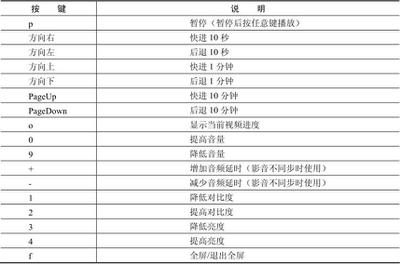 按 键 说 明
p 暂停（暂停后按任意键播放）
方向右 快进 10 秒
方向左 后退 10 秒
方向上 快进 1 分钟
方向下 后退 1 分钟
PageUp 快进 10 分钟
PageDown 后退 10 分钟
o 显示当前视频进度
0 提高音量
9 降低音量
+ 增加音频延时（影音不同步时使用）
- 减少音频延时（影音不同步时使用）
1 降低对比度
2 提高对比度
3 降低亮度
4 提高亮度
f 全屏/退出全屏